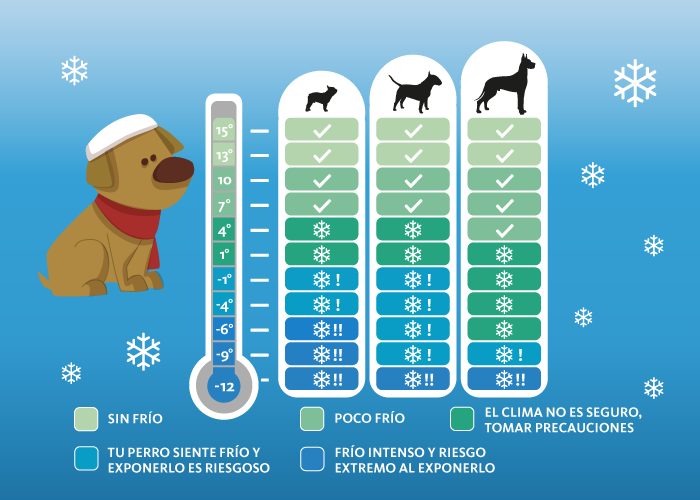 15°
13°
10
7°
4°
1°
-1°
! !
-4°
! !
-6°
!! !
-9°
!! ! !
-12
!! !! !!
SIN FRÍO
POCO FRÍO
EL CLIMA NO ES SEGURO,
TOMAR PRECAUCIONES
TU PERRO SIENTE FRÍO Y
EXPONERLO ES RIESGOSO
FRÍO INTENSO Y RIESGO
EXTREMO AL EXPONERLO